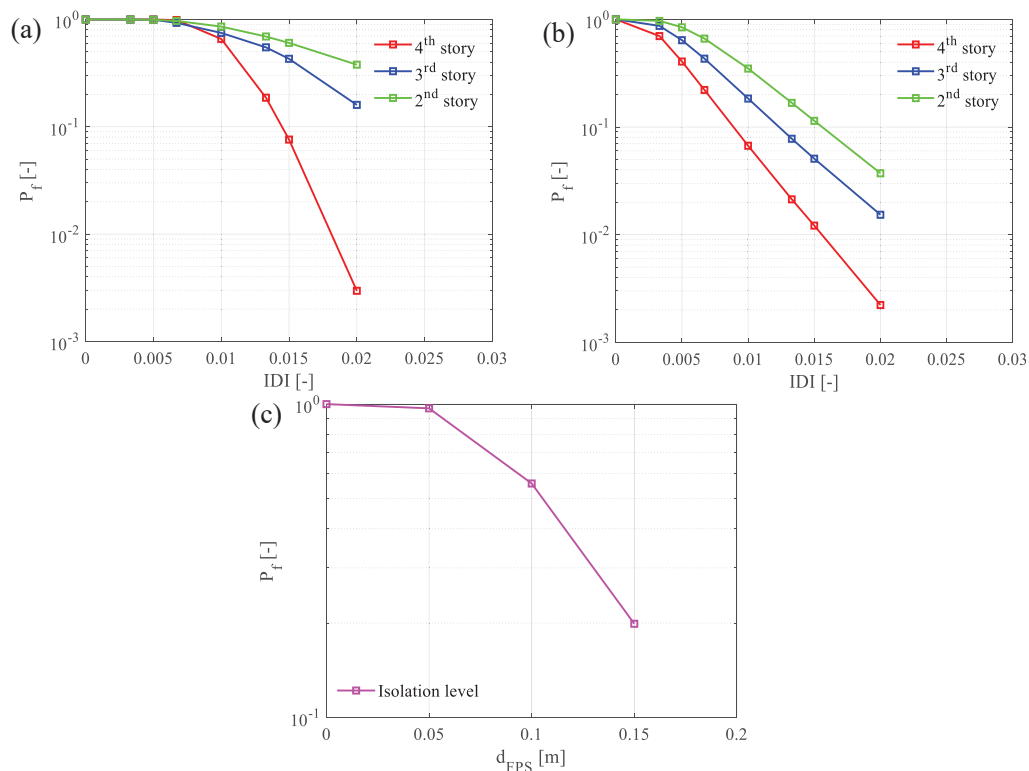 (a)
10^0
10^-1
10^-2
10^-3
P_f [-]
4^th story
3^rd story
2^nd story
0 0.005 0.01 0.015 0.02 0.025 0.03
IDI [-]
(b)
10^0
10^-1
10^-2
10^-3
P_f [-]
4^th story
3^rd story
2^nd story
0 0.005 0.01 0.015 0.02 0.025 0.03
IDI [-]
(c)
10^0
10^-1
P_f [-]
Isolation level
0 0.05 0.1 0.15 0.2
d_FPS [m]